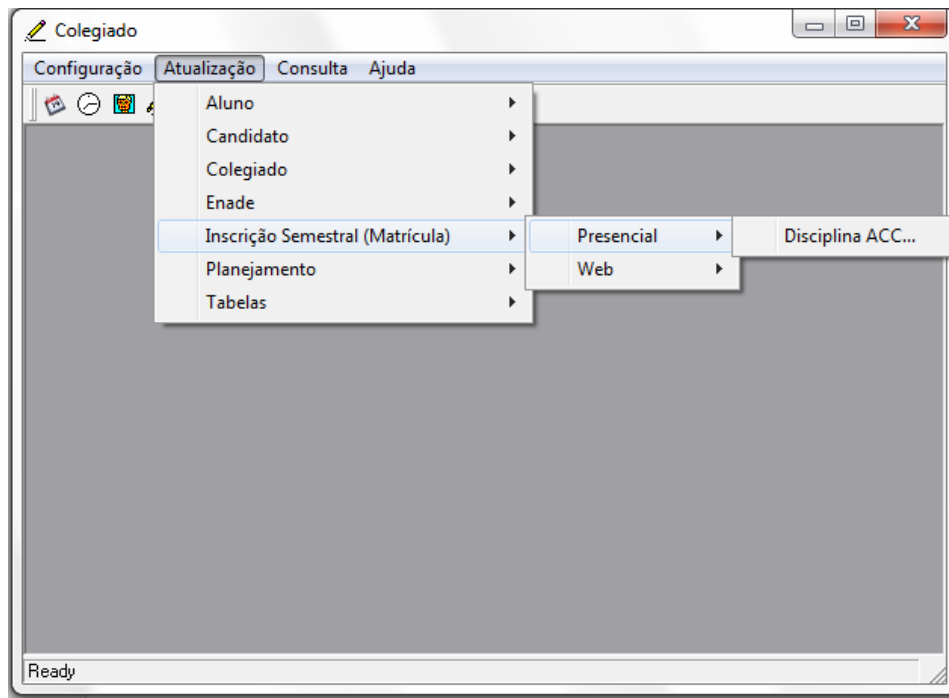 Colegiado
Configuração Atualização Consulta Ajuda
Aluno
Candidato
Colegiado
Enade
Inscrição Semestral (Matrícula) Presencial Disciplina ACC...
Planejamento Web
Tabelas
Ready